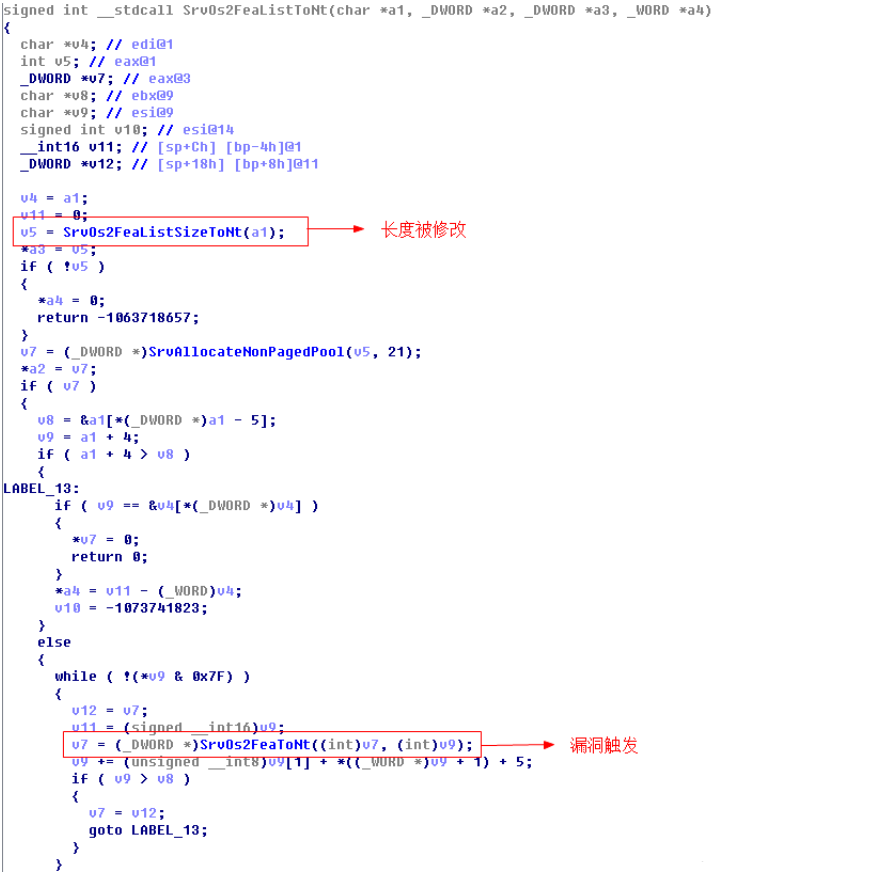 signed int __stdcall SrvOs2FeaListToNt(char *a1, _DWORD *a2, _DWORD *a3, _WORD *a4)
{
char *v4; // edi@1
int v5; // eax@1
_DWORD *v7; // eax@3
char *v8; // ebx@9
char *v9; // esi@9
signed int v10; // esi@14
__int16 v11; // [sp+Ch] [bp-4h]@1
_DWORD *v12; // [sp+18h] [bp+8h]@11
v4 = a1;
v11 = 0;
v5 = SrvOs2FeaListSizeToNt(a1); 长度被修改
*a3 = v5;
if ( !v5 )
{
*a4 = 0;
return -1063718657;
}
v7 = (_DWORD *)SrvAllocateNonPagedPool(v5, 21);
*a2 = v7;
if ( v7 )
{
v8 = &a1[*(_DWORD *)a1 - 5];
v9 = a1 + 4;
if ( a1 + 4 > v8 )
{
LABEL_13:
if ( v9 == &v4[*(_DWORD *)v4] )
{
*v7 = 0;
return 0;
}
*a4 = v11 - (_WORD)v4;
v10 = -1073741823;
}
else
{
while ( !(*v9 & 0x7F) )
{
v12 = v7;
v11 = (signed __int16)v9;
v7 = (_DWORD *)SrvOs2FeaToNt((int)v7, (int)v9); 漏洞触发
v9 += (unsigned __int8)v9[1] + *((_WORD *)v9 + 1) + 5;
if ( v9 > v8 )
{
v7 = v12;
goto LABEL_13;
}
}